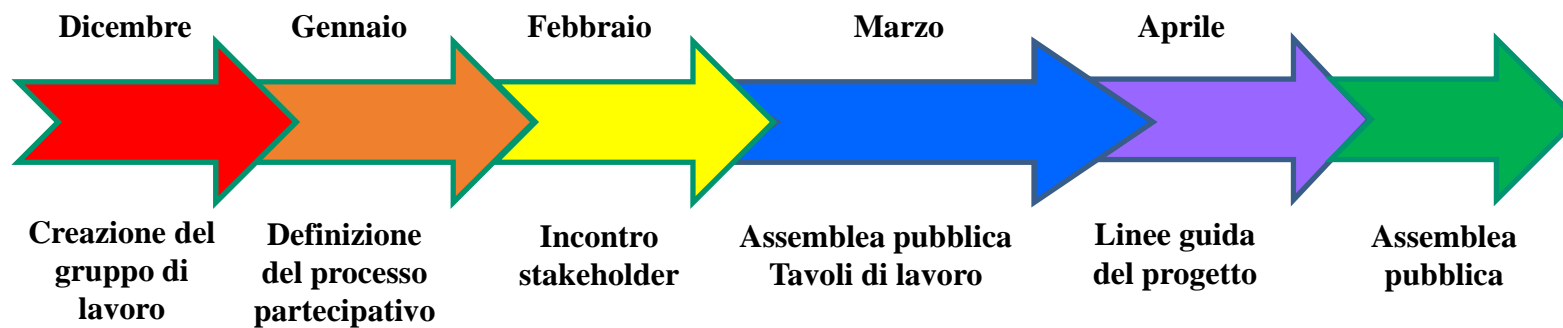 Dicembre
Gennaio
Febbraio
Marzo
Aprile
Creazione del
gruppo di
lavoro
Definizione
del processo
partecipativo
Incontro
stakeholder
Assemblea pubblica
Tavoli di lavoro
Linee guida
del progetto
Assemblea
pubblica